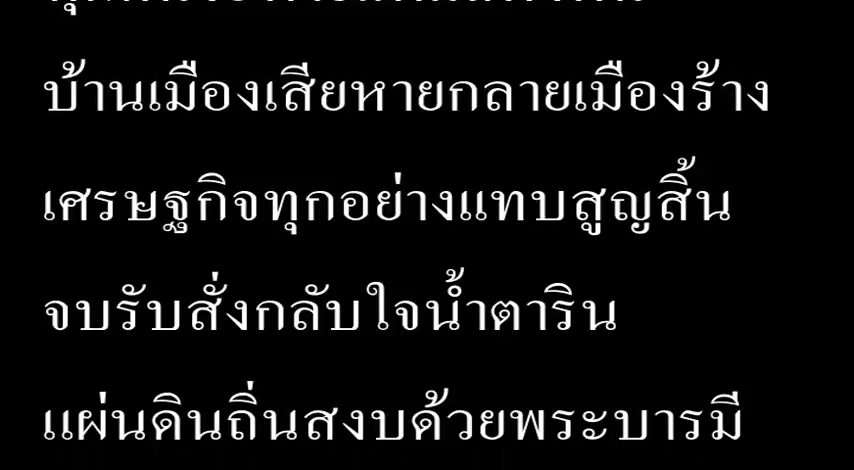 บ้านเมืองเสียหายกลายเมืองร้าง
เศรษฐกิจทุกอย่างแทบสูญสิ้น
จบรับสั่งกลับใจน้ำตาริน
แผ่นดินถิ่นสงบด้วยพระบารมี